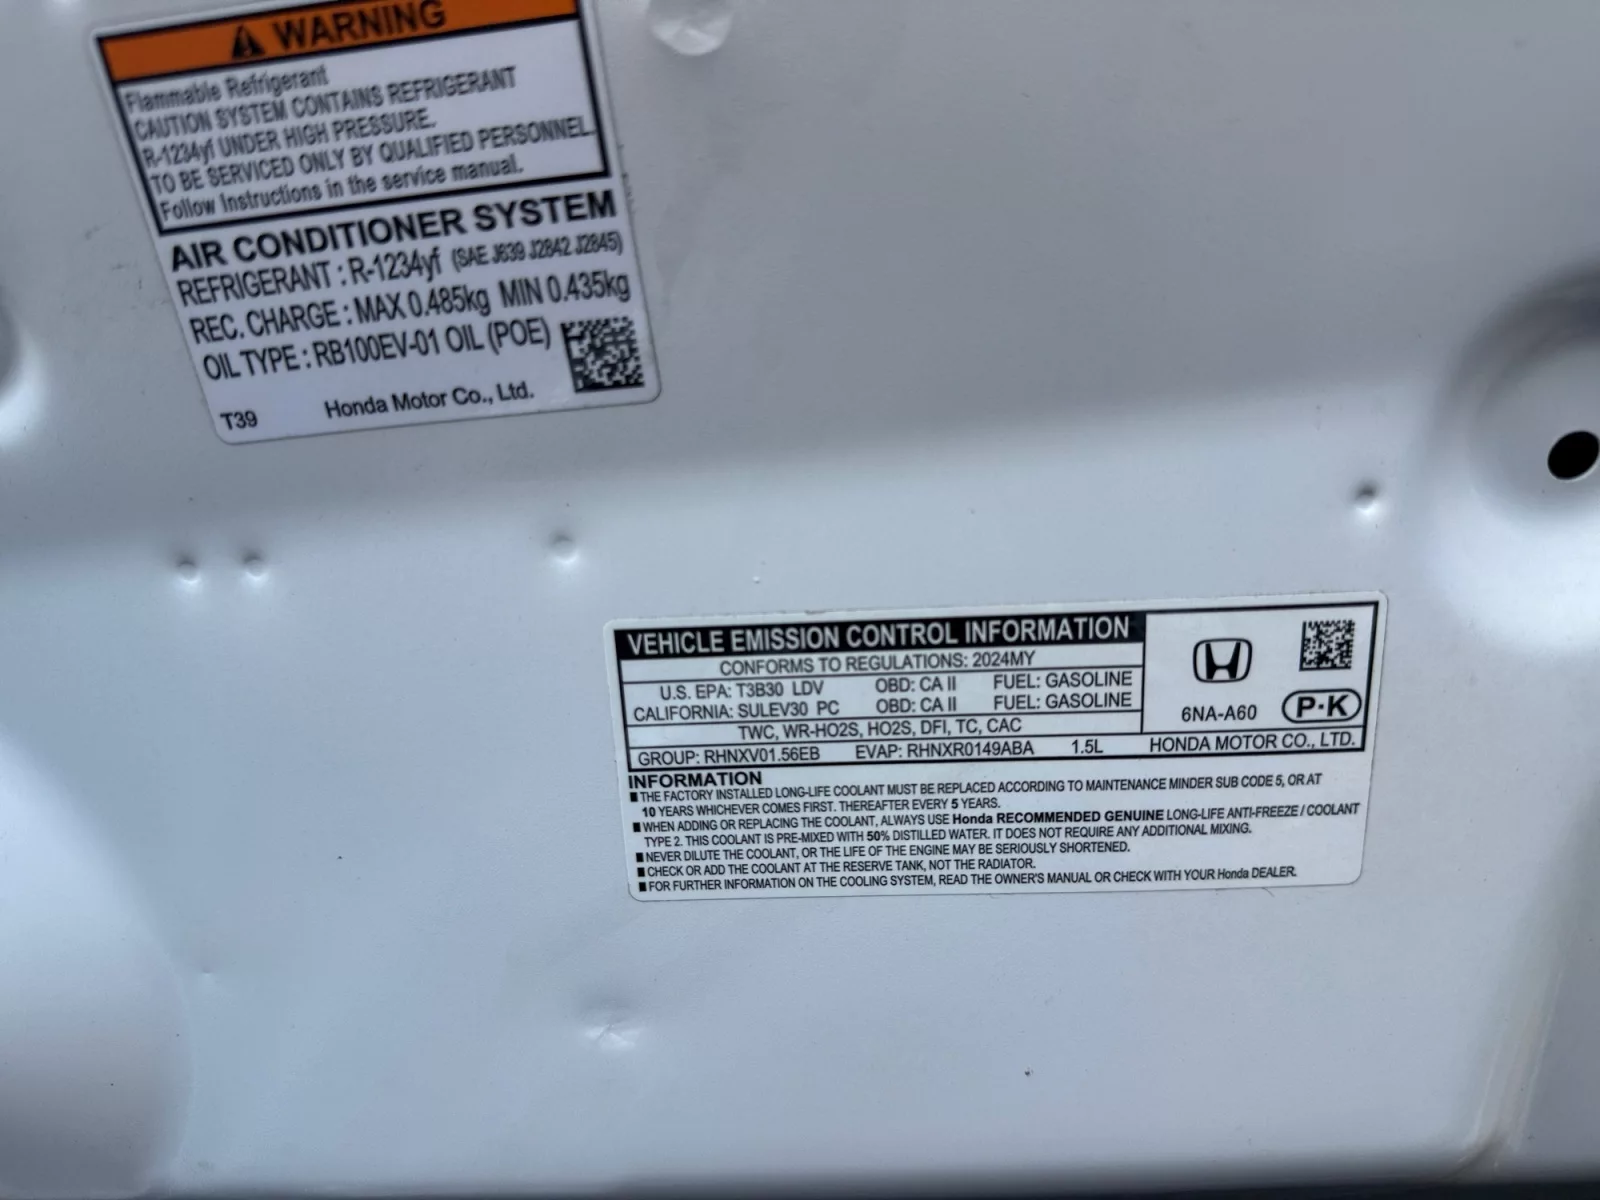 WARNING
Flammable Refrigerant
CAUTION SYSTEM CONTAINS REFRIGERANT
R-1234yf UNDER HIGH PRESSURE.
TO BE SERVICED ONLY BY QUALIFIED PERSONNEL.
Follow Instructions in the service manual.
AIR CONDITIONER SYSTEM
REFRIGERANT : R-1234yf (SAE J639 J2842 J2845)
REC. CHARGE : MAX 0.485kg MIN 0.435kg
OIL TYPE : RB100EV-01 OIL (POE)
T39 Honda Motor Co., Ltd.
VEHICLE EMISSION CONTROL INFORMATION
CONFORMS TO REGULATIONS: 2024MY
U.S. EPA: T3B30 LDV OBD: CA II FUEL: GASOLINE
CALIFORNIA: SULEV30 PC OBD: CA II FUEL: GASOLINE
TWC, WR-HO2S, HO2S, DFI, TC, CAC
GROUP: RHNXV01.56EB EVAP: RHNXR0149ABA 1.5L
6NA-A60 P·K
HONDA MOTOR CO., LTD.
INFORMATION
■ THE FACTORY INSTALLED LONG-LIFE COOLANT MUST BE REPLACED ACCORDING TO MAINTENANCE MINDER SUB CODE 5, OR AT
10 YEARS WHICHEVER COMES FIRST. THEREAFTER EVERY 5 YEARS.
■ WHEN ADDING OR REPLACING THE COOLANT, ALWAYS USE Honda RECOMMENDED GENUINE LONG-LIFE ANTI-FREEZE / COOLANT
TYPE 2. THIS COOLANT IS PRE-MIXED WITH 50% DISTILLED WATER. IT DOES NOT REQUIRE ANY ADDITIONAL MIXING.
■ NEVER DILUTE THE COOLANT, OR THE LIFE OF THE ENGINE MAY BE SERIOUSLY SHORTENED.
■ CHECK OR ADD THE COOLANT AT THE RESERVE TANK, NOT THE RADIATOR.
■ FOR FURTHER INFORMATION ON THE COOLING SYSTEM, READ THE OWNER'S MANUAL OR CHECK WITH YOUR Honda DEALER.